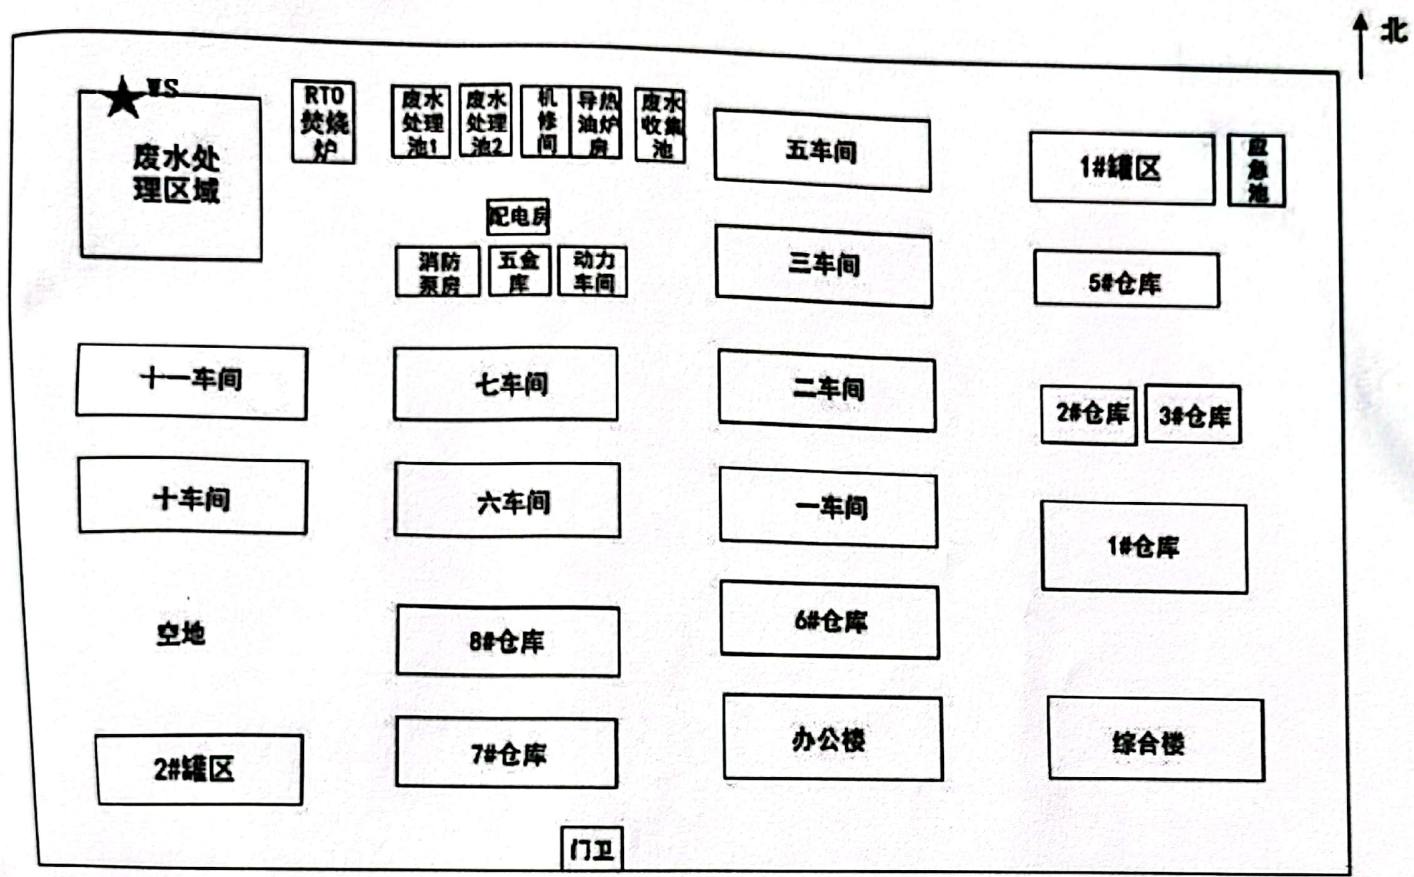 北
WS
废水处
理区域
RTO
焚烧
炉
废水
处理
池1
废水
处理
池2
机
修
间
导热
油炉
房
废水
收集
池
五车间
1#罐区
应
急
池
配电房
消防
泵房
五金
库
动力
车间
三车间
5#仓库
十一车间
七车间
二车间
2#仓库
3#仓库
十车间
六车间
一车间
1#仓库
空地
8#仓库
6#仓库
2#罐区
7#仓库
办公楼
综合楼
门卫